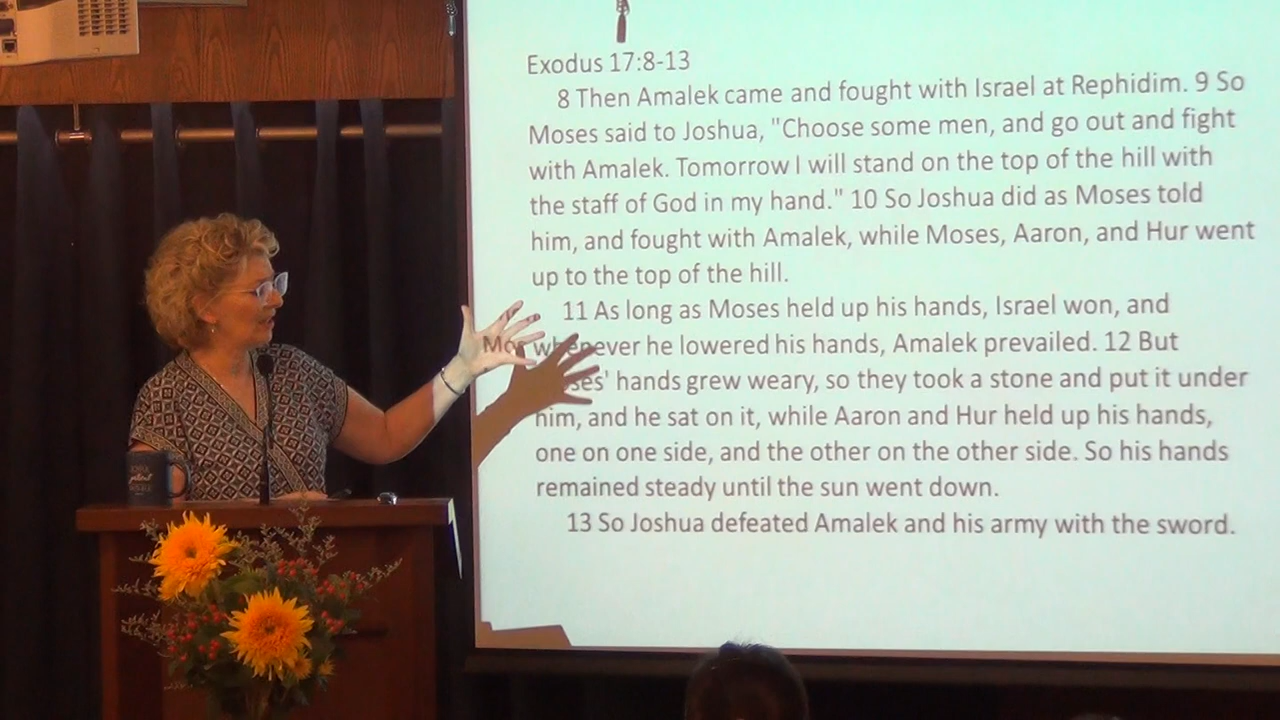 Exodus 17:8-13
8 Then Amalek came and fought with Israel at Rephidim. 9 So
Moses said to Joshua, "Choose some men, and go out and fight
with Amalek. Tomorrow I will stand on the top of the hill with
the staff of God in my hand." 10 So Joshua did as Moses told
him, and fought with Amalek, while Moses, Aaron, and Hur went
up to the top of the hill.
11 As long as Moses held up his hands, Israel won, and
whenever he lowered his hands, Amalek prevailed. 12 But
Moses' hands grew weary, so they took a stone and put it under
him, and he sat on it, while Aaron and Hur held up his hands,
one on one side, and the other on the other side. So his hands
remained steady until the sun went down.
13 So Joshua defeated Amalek and his army with the sword.